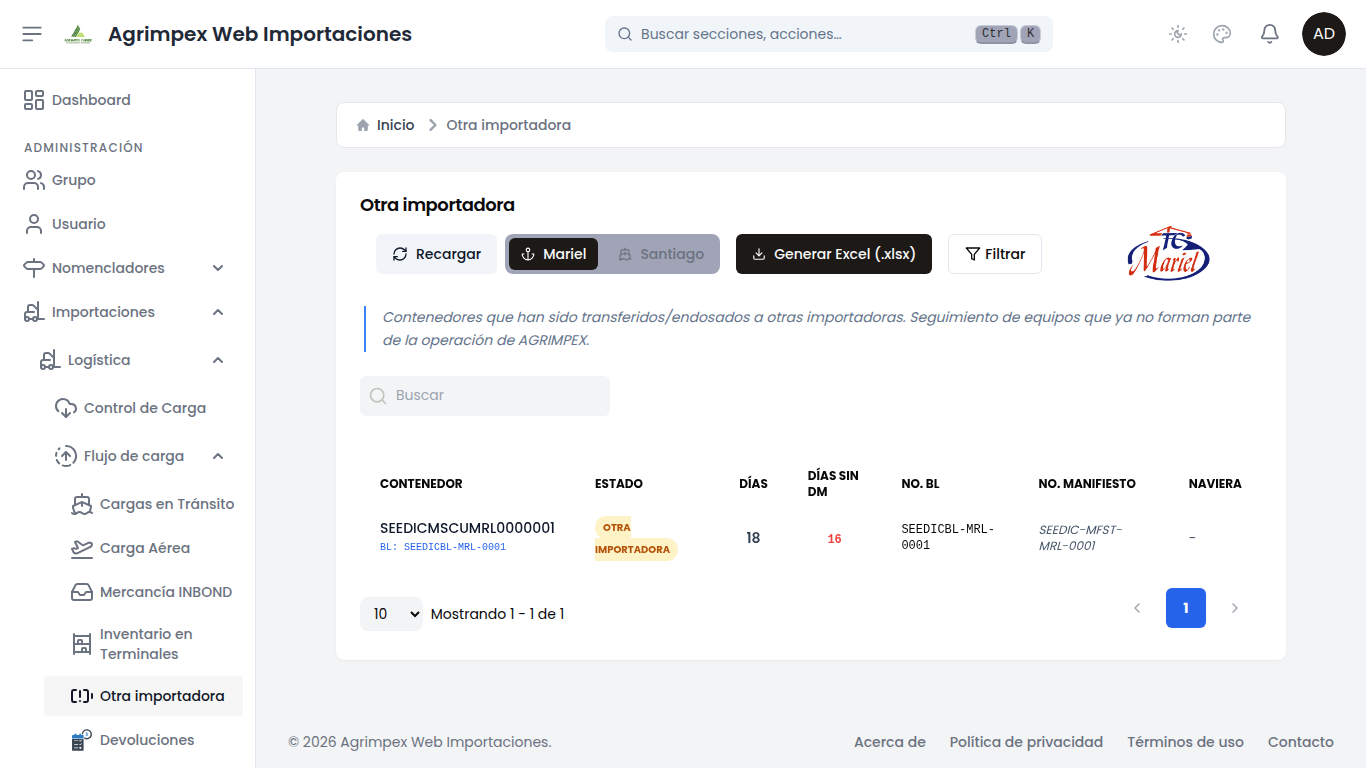 Agrimpex Web Importaciones
Buscar secciones, acciones…
Ctrl K
AD
Dashboard
ADMINISTRACIÓN
Grupo
Usuario
Nomencladores
Importaciones
Logística
Control de Carga
Flujo de carga
Cargas en Tránsito
Carga Aérea
Mercancía INBOND
Inventario en
Terminales
Otra importadora
Devoluciones
Inicio
Otra importadora
Otra importadora
Recargar
Mariel
Santiago
Generar Excel (.xlsx)
Filtrar
TC
Mariel
Contenedores que han sido transferidos/endosados a otras importadoras. Seguimiento de equipos que ya no forman parte
de la operación de AGRIMPEX.
Buscar
CONTENEDOR ESTADO DÍAS DÍAS SIN DM NO. BL NO. MANIFIESTO NAVIERA
SEEDICMSCUMRL0000001
BL: SEEDICBL-MRL-0001
OTRA
IMPORTADORA
18
16
SEEDICBL-MRL-
0001
SEEDIC-MFST-
MRL-0001
-
10
Mostrando 1 - 1 de 1
1
© 2026 Agrimpex Web Importaciones.
Acerca de
Política de privacidad
Términos de uso
Contacto